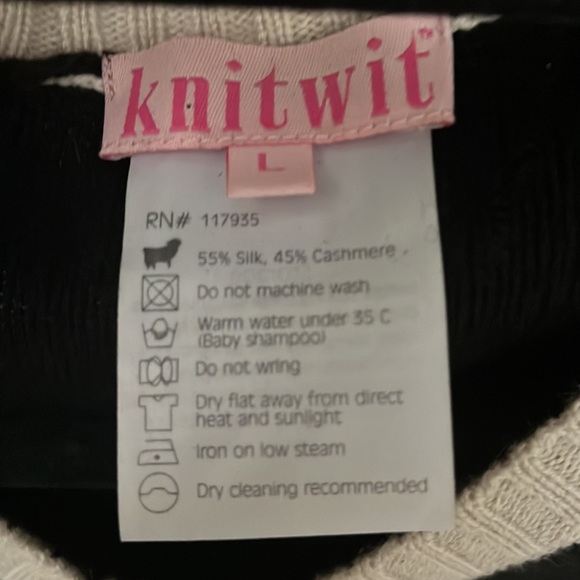 knitwit™
L
RN# 117935
55% Silk, 45% Cashmere
Do not machine wash
Warm water under 35 C
(Baby shampoo)
Do not wring
Dry flat away from direct
heat and sunlight
Iron on low steam
Dry cleaning recommended